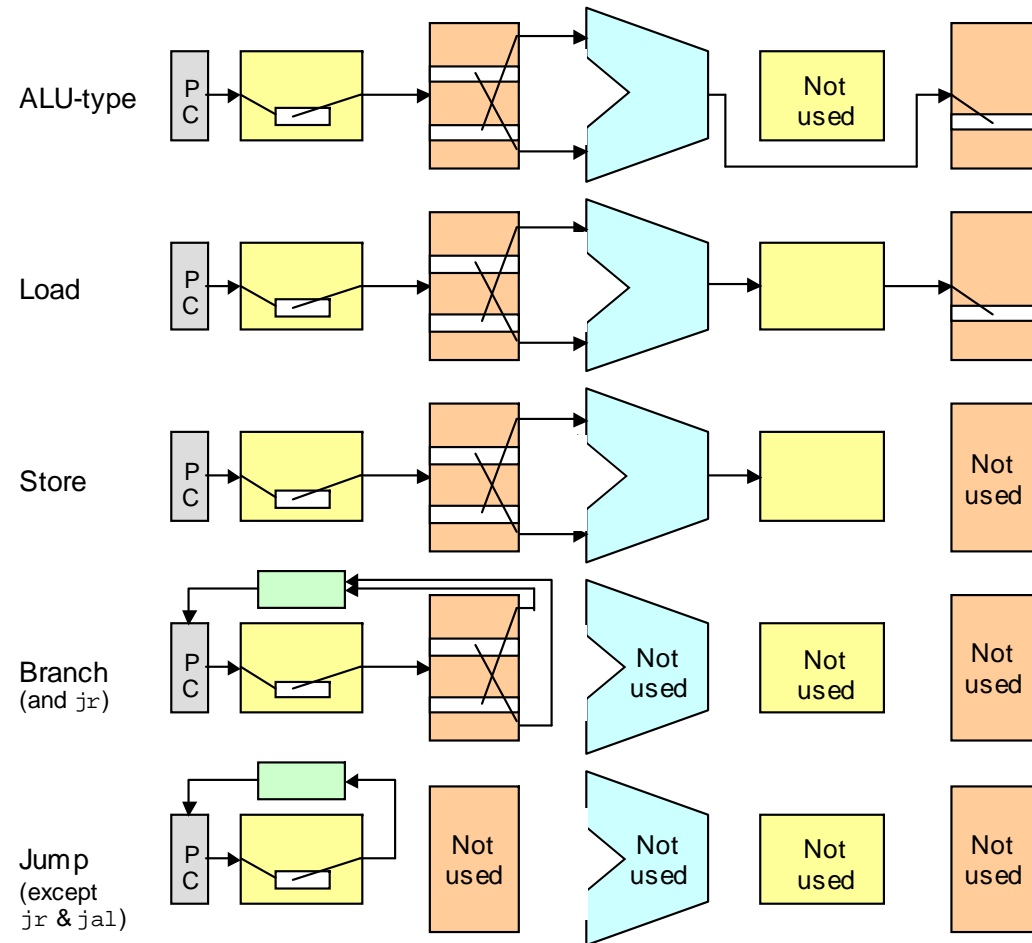 ALU-type
P
C
Not
used
Load
P
C
Store
P
C
Not
used
Branch
(and jr)
P
C
Not
used
Not
used
Not
used
Jump
(except
jr & jal)
P
C
Not
used
Not
used
Not
used
Not
used